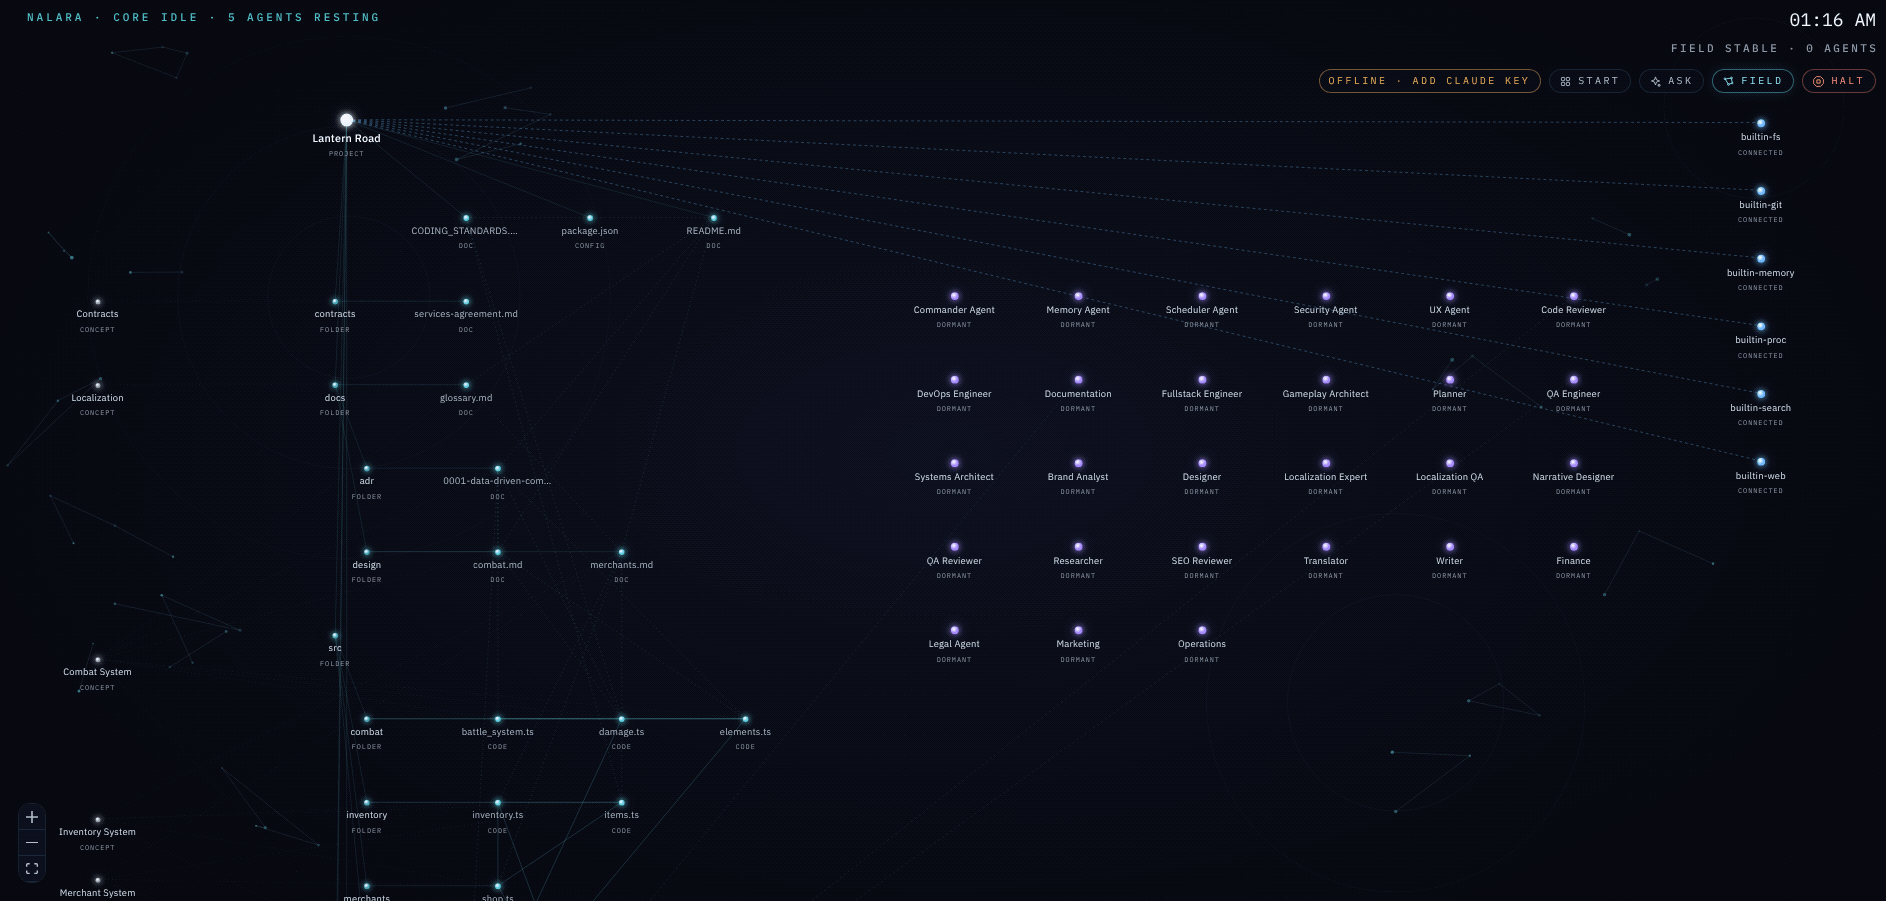 NALARA · CORE IDLE · 5 AGENTS RESTING
01:16 AM
FIELD STABLE · 0 AGENTS
OFFLINE · ADD CLAUDE KEY
START
ASK
FIELD
HALT
Lantern Road
PROJECT
builtin-fs
CONNECTED
builtin-git
CONNECTED
CODING_STANDARDS....
DOC
package.json
CONFIG
README.md
DOC
builtin-memory
CONNECTED
Contracts
CONCEPT
contracts
FOLDER
services-agreement.md
DOC
Commander Agent
DORMANT
Memory Agent
DORMANT
Scheduler Agent
DORMANT
Security Agent
DORMANT
UX Agent
DORMANT
Code Reviewer
DORMANT
builtin-proc
CONNECTED
Localization
CONCEPT
docs
FOLDER
glossary.md
DOC
DevOps Engineer
DORMANT
Documentation
DORMANT
Fullstack Engineer
DORMANT
Gameplay Architect
DORMANT
Planner
DORMANT
QA Engineer
DORMANT
builtin-search
CONNECTED
adr
FOLDER
0001-data-driven-com...
DOC
Systems Architect
DORMANT
Brand Analyst
DORMANT
Designer
DORMANT
Localization Expert
DORMANT
Localization QA
DORMANT
Narrative Designer
DORMANT
builtin-web
CONNECTED
design
FOLDER
combat.md
DOC
merchants.md
DOC
QA Reviewer
DORMANT
Researcher
DORMANT
SEO Reviewer
DORMANT
Translator
DORMANT
Writer
DORMANT
Finance
DORMANT
src
FOLDER
Legal Agent
DORMANT
Marketing
DORMANT
Operations
DORMANT
Combat System
CONCEPT
combat
FOLDER
battle_system.ts
CODE
damage.ts
CODE
elements.ts
CODE
Inventory System
CONCEPT
inventory
FOLDER
inventory.ts
CODE
items.ts
CODE
Merchant System
merchants
shop.ts